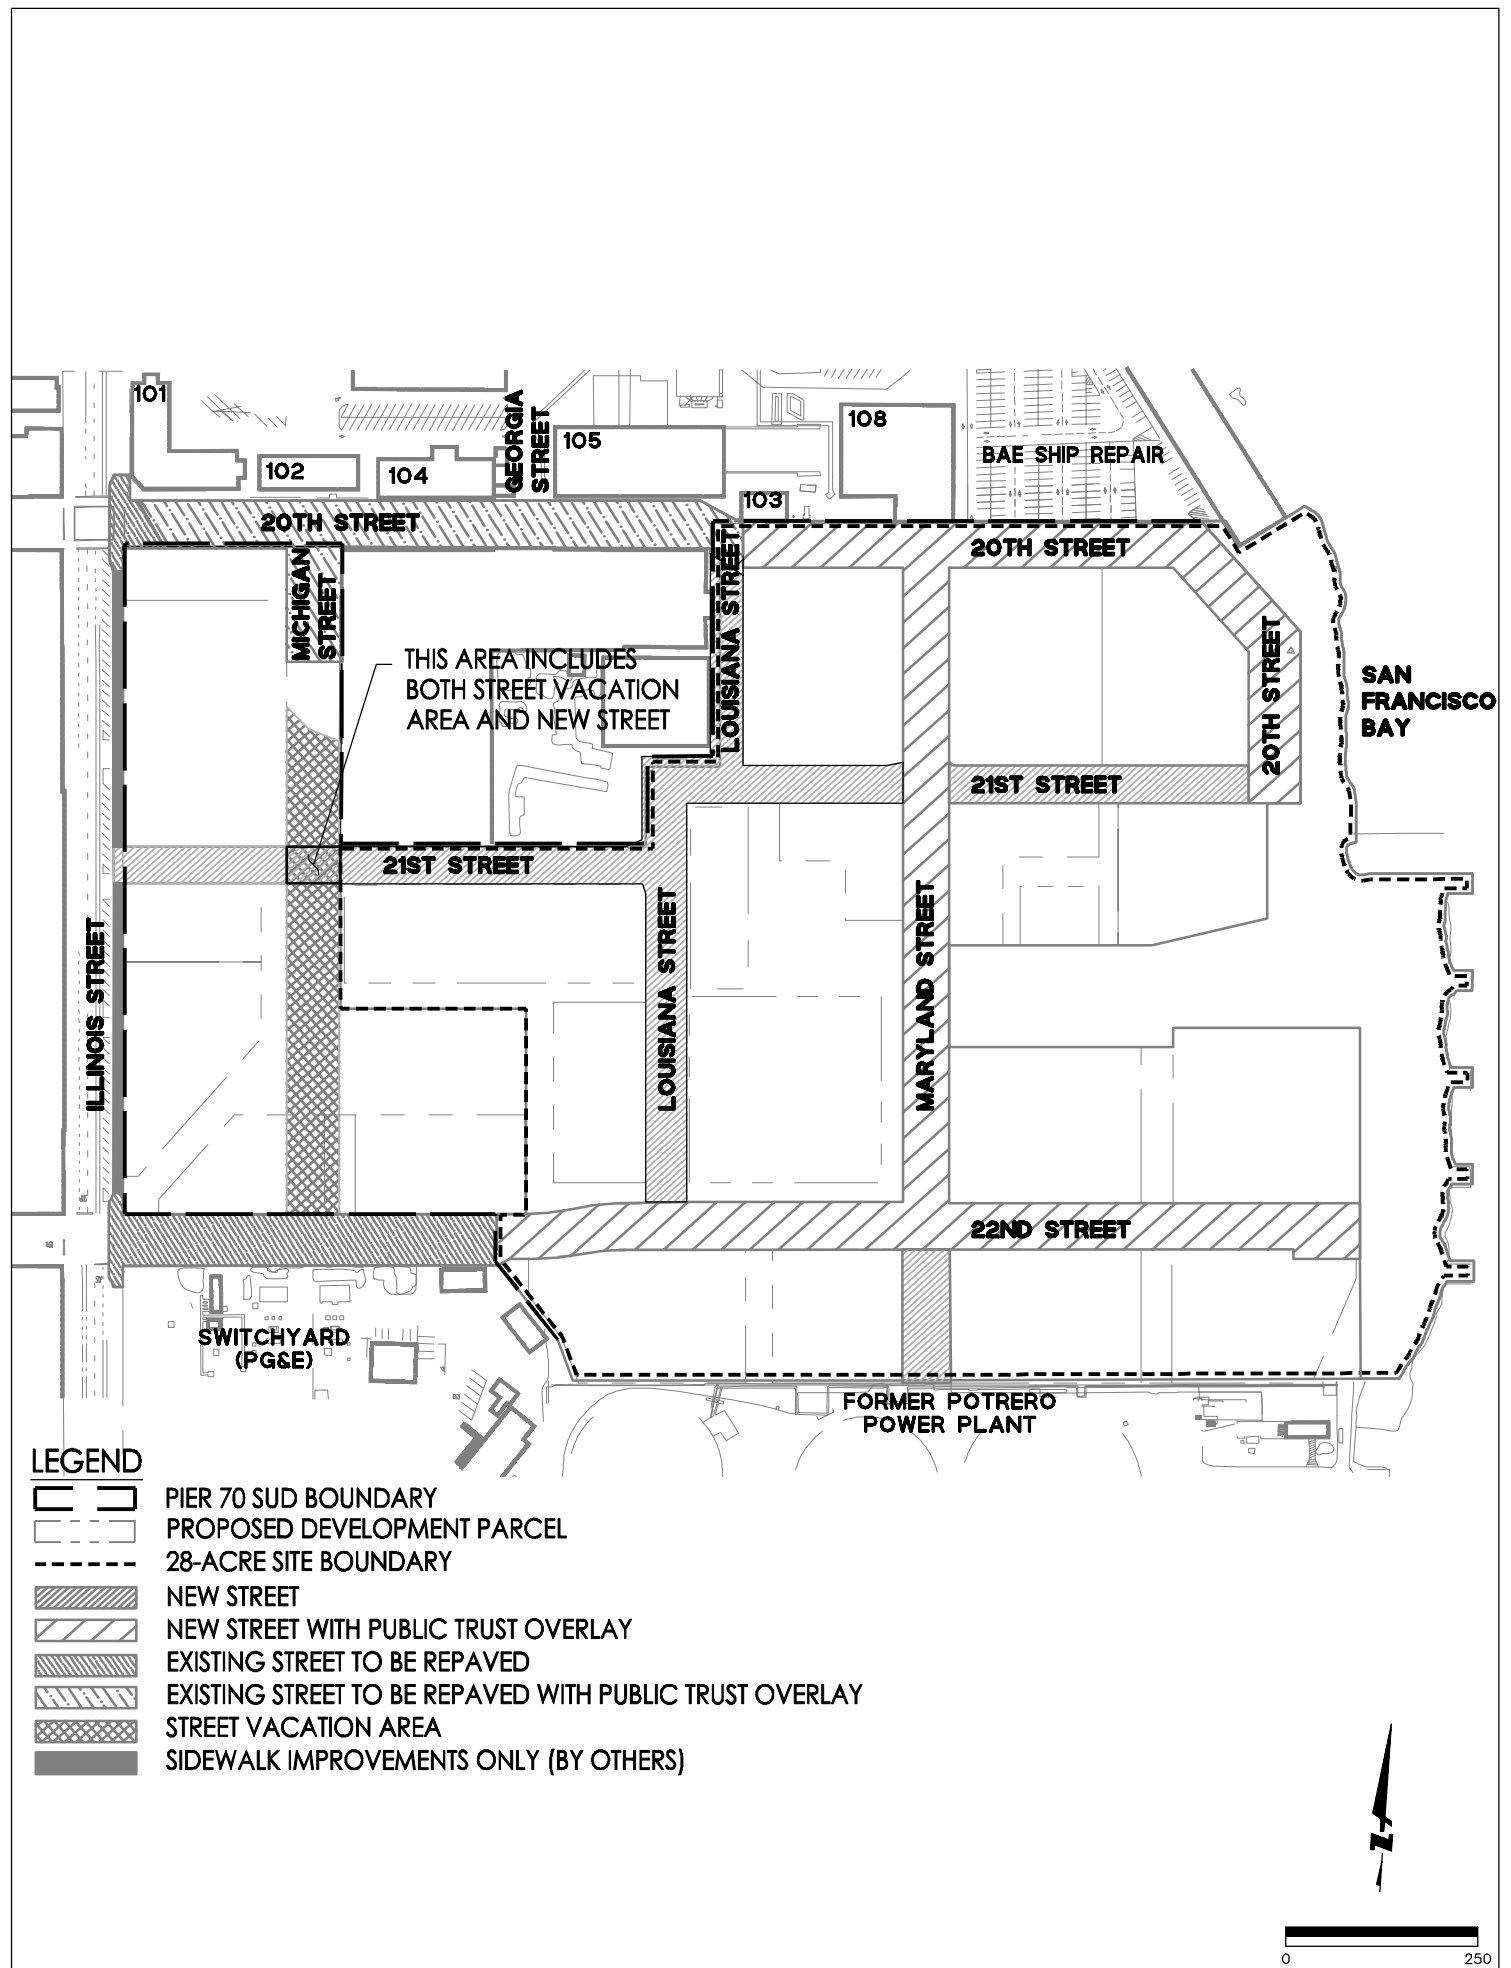 101
102
104
GEORGIA
STREET
105
108
103
BAE SHIP REPAIR
20TH STREET
20TH STREET
MICHIGAN
STREET
LOUISIANA STREET
20TH STREET
THIS AREA INCLUDES
BOTH STREET VACATION
AREA AND NEW STREET
SAN
FRANCISCO
BAY
21ST STREET
21ST STREET
ILLINOIS STREET
LOUISIANA STREET
MARYLAND STREET
22ND STREET
SWITCHYARD
(PG&E)
FORMER POTRERO
POWER PLANT
LEGEND
PIER 70 SUD BOUNDARY
PROPOSED DEVELOPMENT PARCEL
28-ACRE SITE BOUNDARY
NEW STREET
NEW STREET WITH PUBLIC TRUST OVERLAY
EXISTING STREET TO BE REPAVED
EXISTING STREET TO BE REPAVED WITH PUBLIC TRUST OVERLAY
STREET VACATION AREA
SIDEWALK IMPROVEMENTS ONLY (BY OTHERS)
Z
0 250